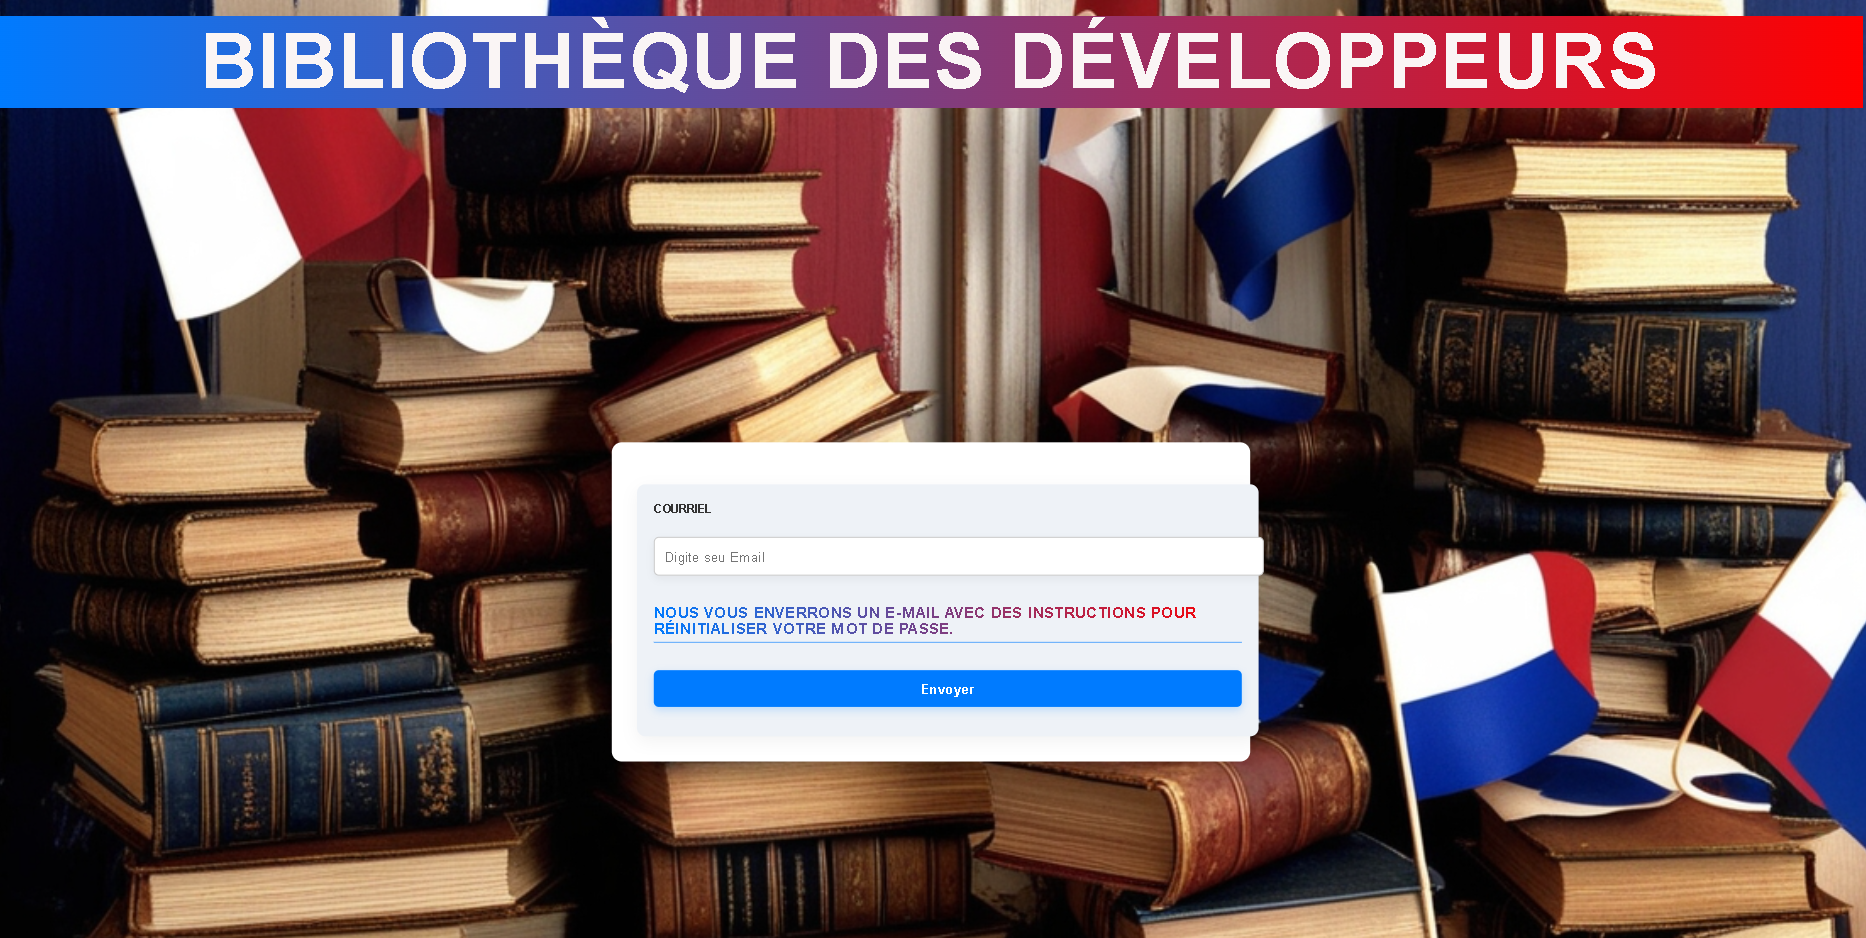 BIBLIOTHÈQUE DES DÉVELOPPEURS
COURRIEL
Digite seu Email
NOUS VOUS ENVERRONS UN E-MAIL AVEC DES INSTRUCTIONS POUR
RÉINITIALISER VOTRE MOT DE PASSE.
Envoyer